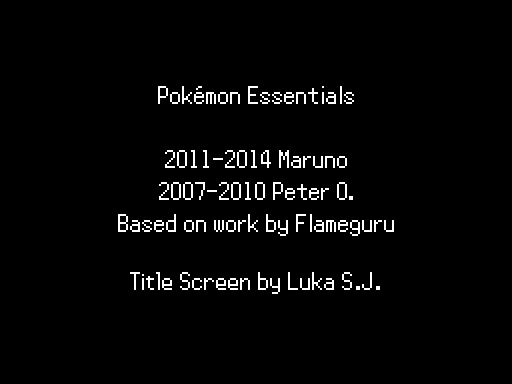 Pokémon Essentials
2011-2014 Maruno
2007-2010 Peter O.
Based on work by Flameguru
Title Screen by Luka S.J.